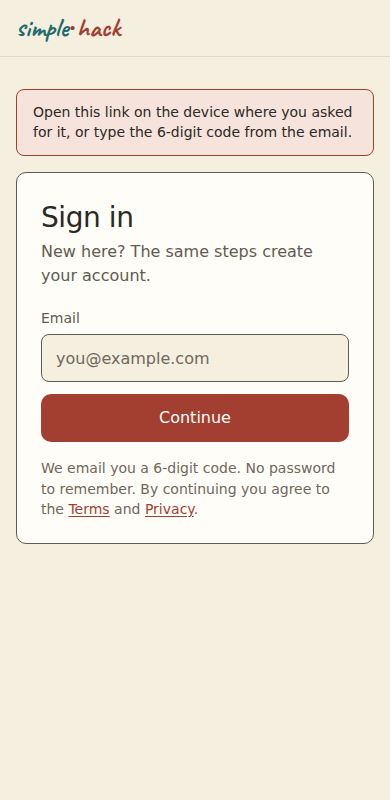 simple•hack
Open this link on the device where you asked
for it, or type the 6-digit code from the email.
Sign in
New here? The same steps create
your account.
Email
you@example.com
Continue
We email you a 6-digit code. No password
to remember. By continuing you agree to
the Terms and Privacy.